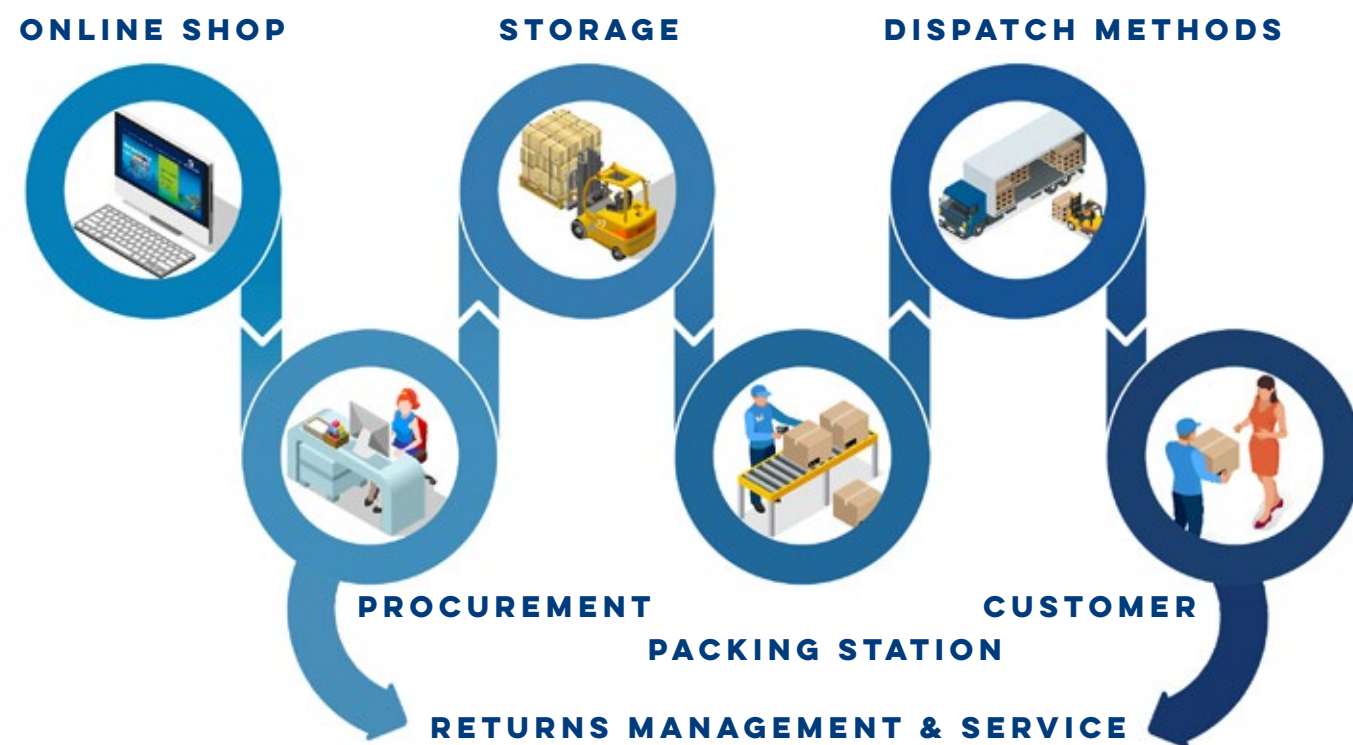 ONLINE SHOP
STORAGE
DISPATCH METHODS
PROCUREMENT
CUSTOMER
PACKING STATION
RETURNS MANAGEMENT & SERVICE